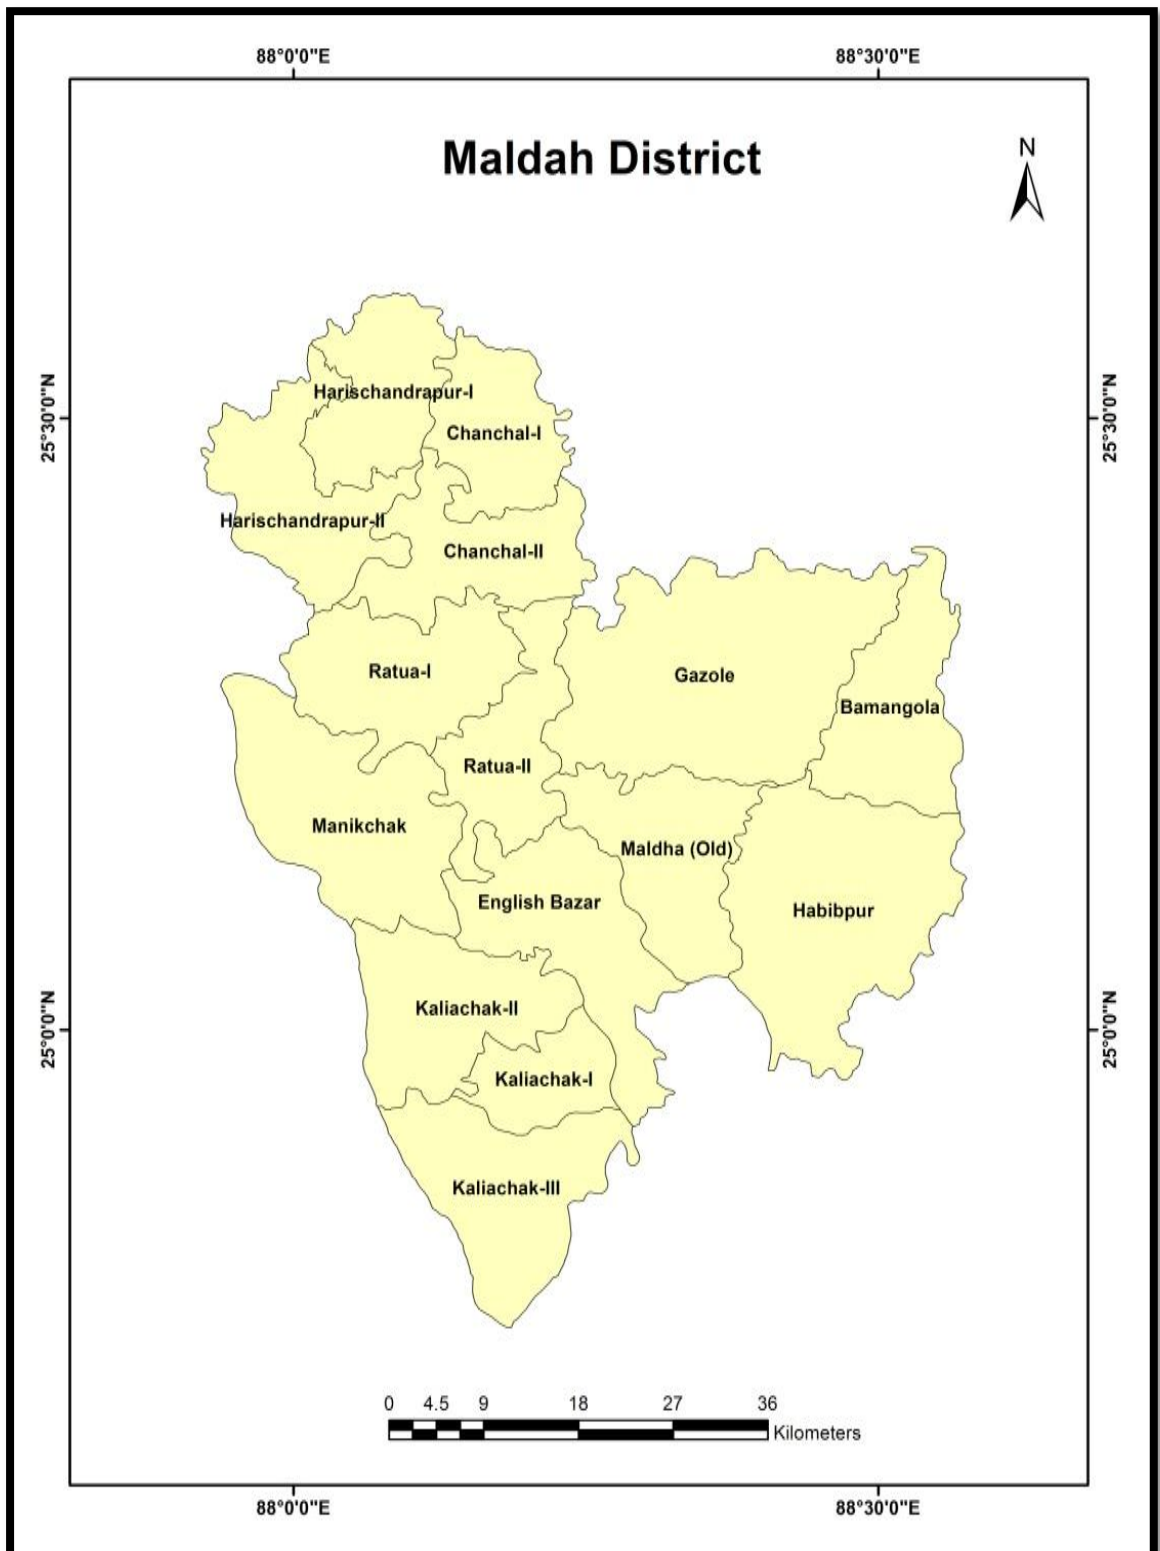 88°0'0"E
88°30'0"E
Maldah District
N
25°30'0"N
25°30'0"N
Harischandrapur-I
Chanchal-I
Harischandrapur-II
Chanchal-II
Ratua-I
Gazole
Bamangola
Ratua-II
Manikchak
Maldha (Old)
English Bazar
Habibpur
Kaliachak-II
25°0'0"N
25°0'0"N
Kaliachak-I
Kaliachak-III
0 4.5 9 18 27 36
Kilometers
88°0'0"E
88°30'0"E